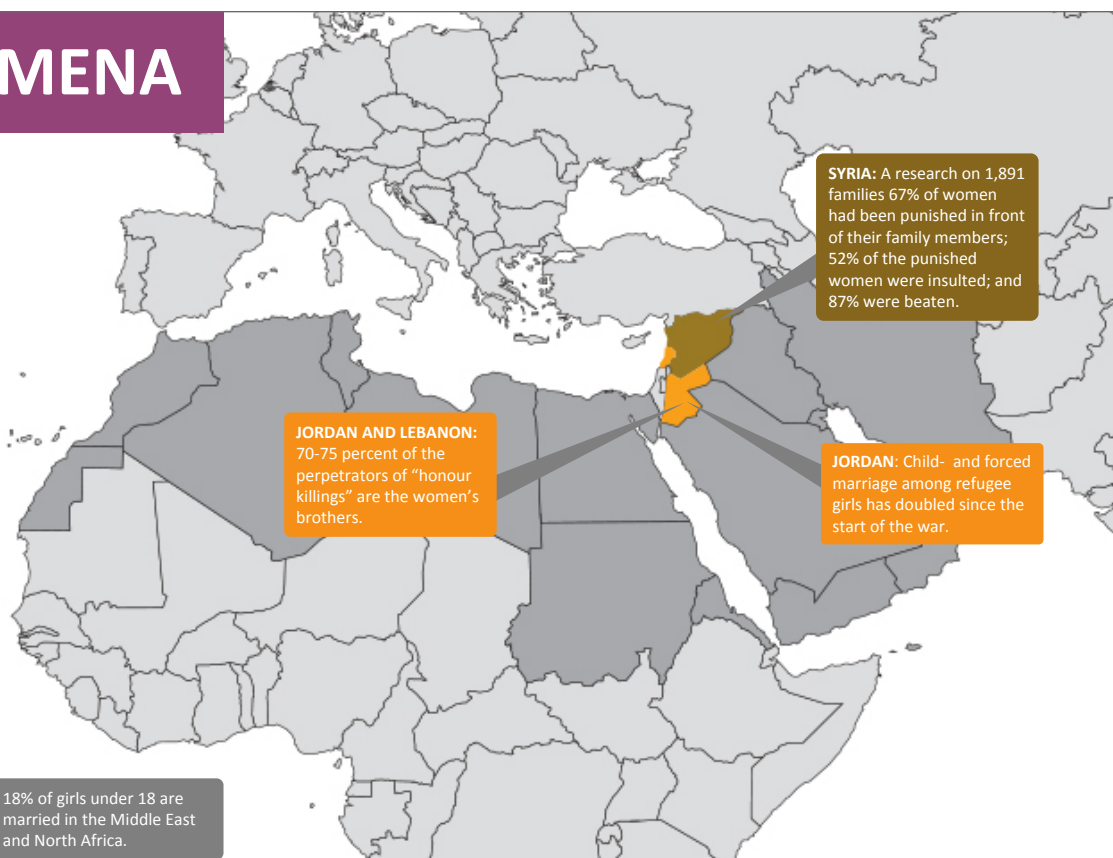 MENA
SYRIA: A research on 1,891
families 67% of women
had been punished in front
of their family members;
52% of the punished
women were insulted; and
87% were beaten.
JORDAN AND LEBANON:
70-75 percent of the
perpetrators of “honour
killings” are the women’s
brothers.
JORDAN: Child- and forced
marriage among refugee
girls has doubled since the
start of the war.
18% of girls under 18 are
married in the Middle East
and North Africa.